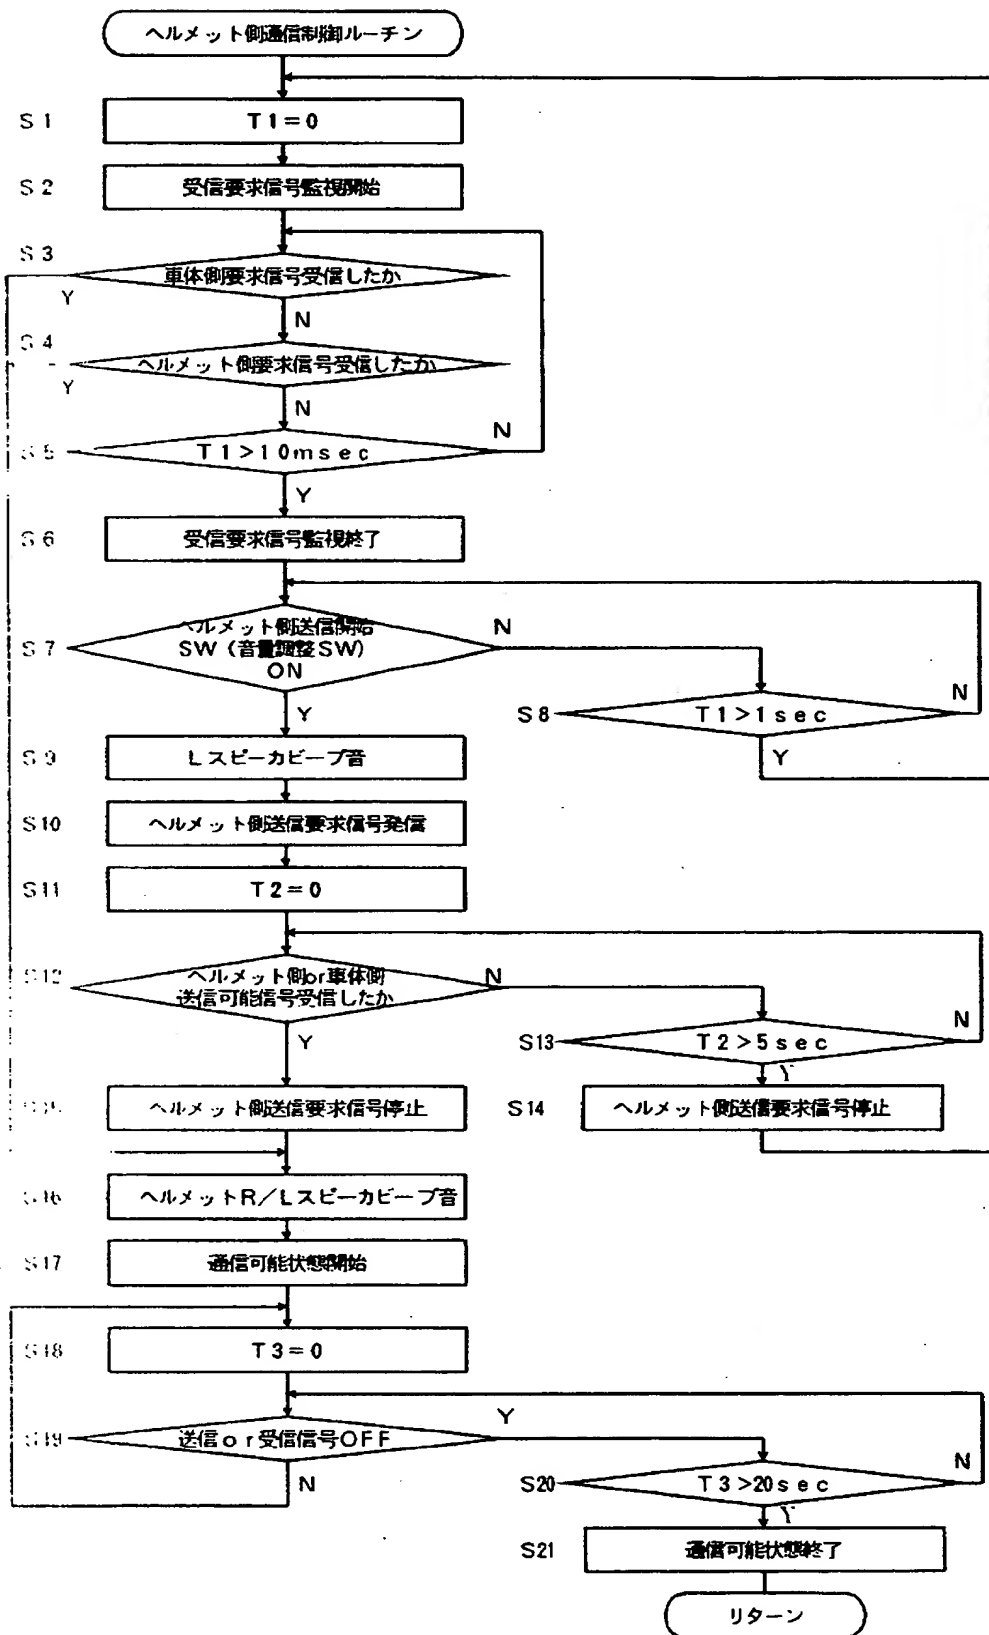 ヘルメット側通信制御ルーチン
S1
T1=0
S2
受信要求信号監視開始
S3
車体側要求信号受信したか
Y
N
S4
ヘルメット側要求信号受信したか
Y
N
S5
T1>10msec
N
Y
S6
受信要求信号監視終了
S7
ヘルメット側送信開始
SW(音量調整SW)
ON
N
Y
S8
T1>1sec
N
Y
S9
Lスピーカビープ音
S10
ヘルメット側送信要求信号発信
S11
T2=0
S12
ヘルメット側or車体側
送信可能信号受信したか
N
Y
S13
T2>5sec
N
Y
S14
ヘルメット側送信要求信号停止
ヘルメット側送信要求信号停止
S16
ヘルメットR/Lスピーカビープ音
S17
通信可能状態開始
S18
T3=0
S19
送信or受信信号OFF
Y
N
S20
T3>20sec
N
Y
S21
通信可能状態終了
リターン